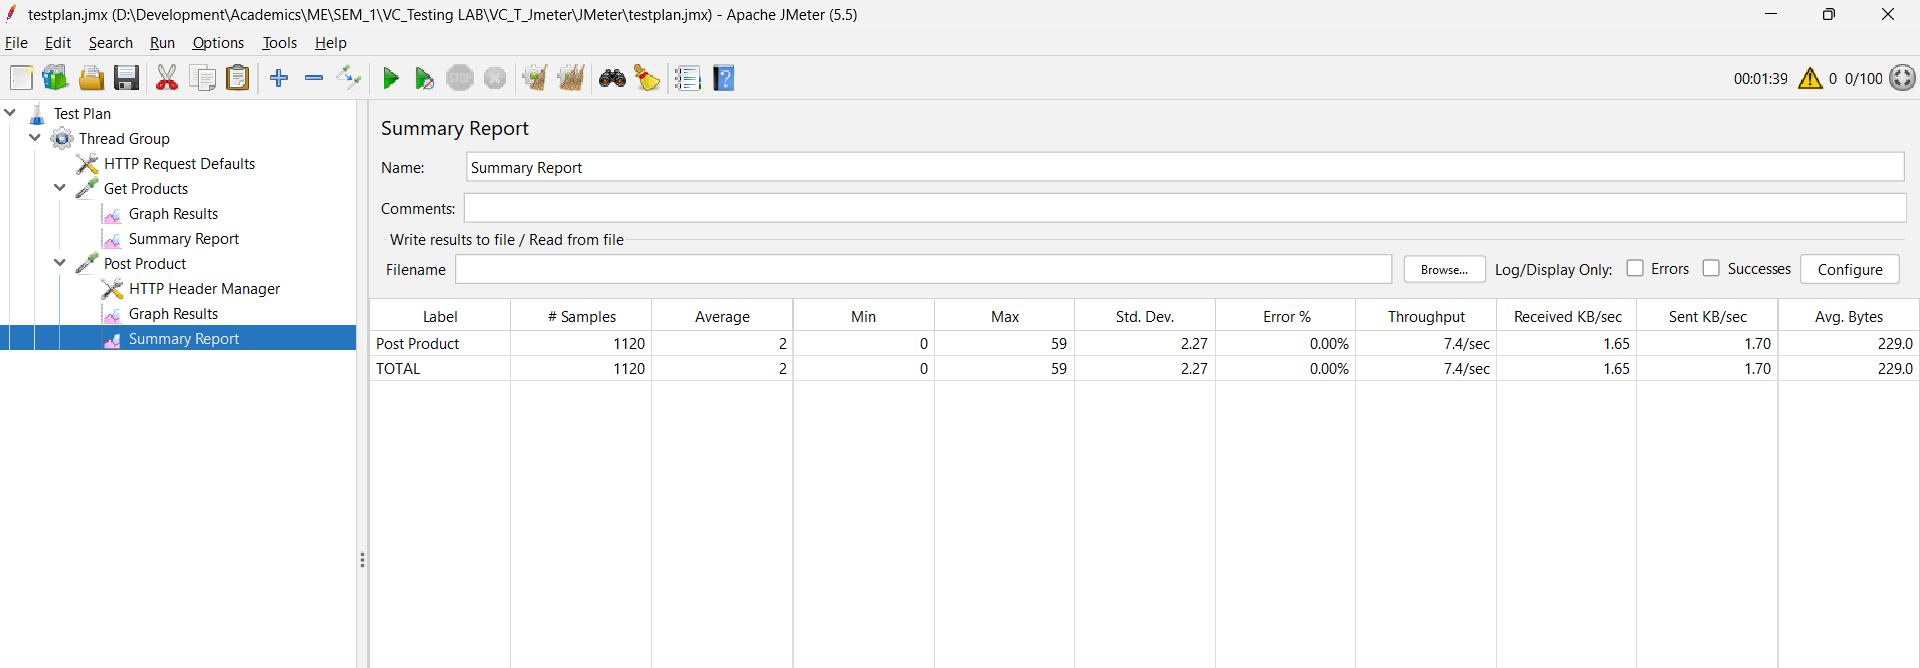 testplan.jmx (D:\Development\Academics\ME\SEM_1\VC_Testing LAB\VC_T_Jmeter\JMeter\testplan.jmx) - Apache JMeter (5.5)
File Edit Search Run Options Tools Help
STOP 00:01:39 0 0/100
Test Plan
Thread Group
HTTP Request Defaults
Get Products
Graph Results
Summary Report
Post Product
HTTP Header Manager
Graph Results
Summary Report
Summary Report
Name: Summary Report
Comments:
Write results to file / Read from file
Filename Browse... Log/Display Only: Errors Successes Configure
Label # Samples Average Min Max Std. Dev. Error % Throughput Received KB/sec Sent KB/sec Avg. Bytes
Post Product 1120 2 0 59 2.27 0.00% 7.4/sec 1.65 1.70 229.0
TOTAL 1120 2 0 59 2.27 0.00% 7.4/sec 1.65 1.70 229.0